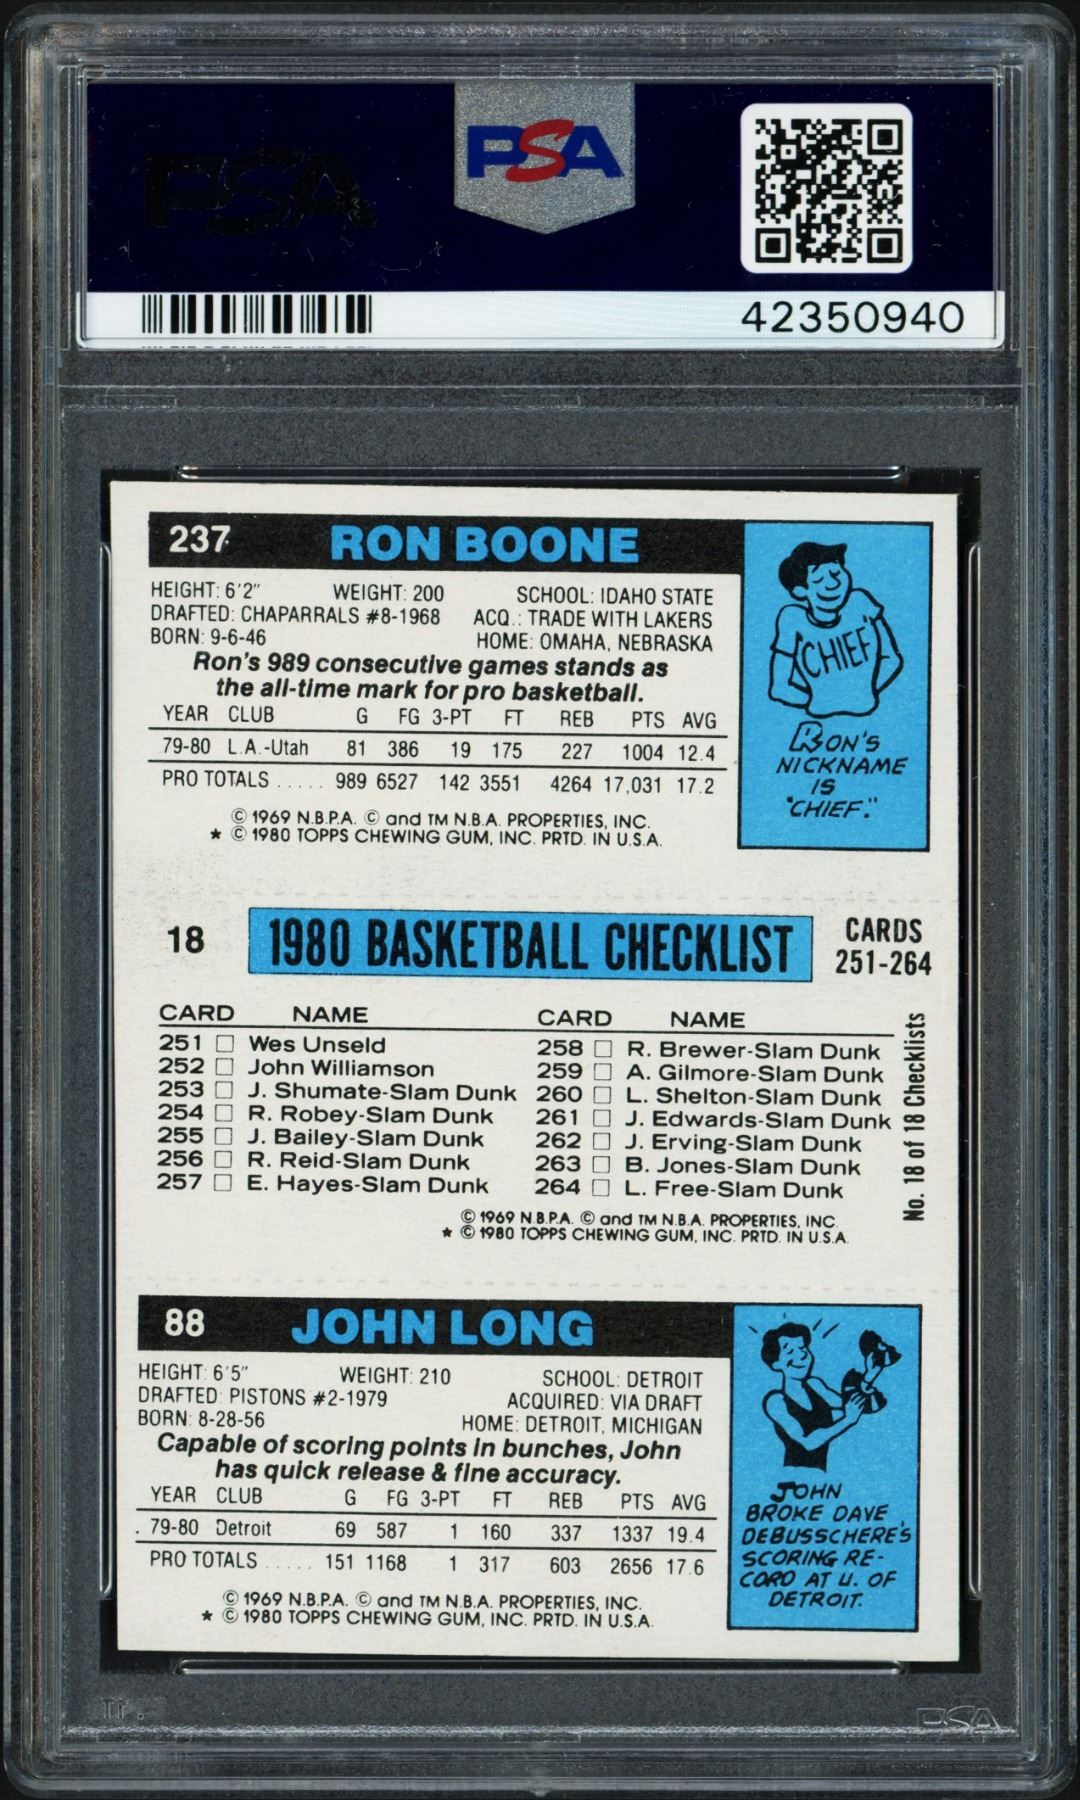 PSA
PSA
42350940
237 RON BOONE
HEIGHT: 6'2" WEIGHT: 200 SCHOOL: IDAHO STATE
DRAFTED: CHAPARRALS #8-1968 ACQ.: TRADE WITH LAKERS
BORN: 9-6-46 HOME: OMAHA, NEBRASKA
Ron's 989 consecutive games stands as
the all-time mark for pro basketball.
YEAR CLUB G FG 3-PT FT REB PTS AVG
79-80 L.A.-Utah 81 386 19 175 227 1004 12.4
PRO TOTALS ..... 989 6527 142 3551 4264 17,031 17.2
© 1969 N.B.P.A. © and TM N.B.A. PROPERTIES, INC.
★ © 1980 TOPPS CHEWING GUM, INC. PRTD. IN U.S.A.
CHIEF
RON'S
NICKNAME
IS
"CHIEF."
18 1980 BASKETBALL CHECKLIST CARDS
251-264
CARD NAME CARD NAME
251 □ Wes Unseld
252 □ John Williamson
253 □ J. Shumate-Slam Dunk
254 □ R. Robey-Slam Dunk
255 □ J. Bailey-Slam Dunk
256 □ R. Reid-Slam Dunk
257 □ E. Hayes-Slam Dunk
258 □ R. Brewer-Slam Dunk
259 □ A. Gilmore-Slam Dunk
260 □ L. Shelton-Slam Dunk
261 □ J. Edwards-Slam Dunk
262 □ J. Erving-Slam Dunk
263 □ B. Jones-Slam Dunk
264 □ L. Free-Slam Dunk
No. 18 of 18 Checklists
© 1969 N.B.P.A. © and TM N.B.A. PROPERTIES, INC.
★ © 1980 TOPPS CHEWING GUM, INC. PRTD. IN U.S.A.
88 JOHN LONG
HEIGHT: 6'5" WEIGHT: 210 SCHOOL: DETROIT
DRAFTED: PISTONS #2-1979 ACQUIRED: VIA DRAFT
BORN: 8-28-56 HOME: DETROIT, MICHIGAN
Capable of scoring points in bunches, John
has quick release & fine accuracy.
YEAR CLUB G FG 3-PT FT REB PTS AVG
79-80 Detroit 69 587 1 160 337 1337 19.4
PRO TOTALS ..... 151 1168 1 317 603 2656 17.6
© 1969 N.B.P.A. © and TM N.B.A. PROPERTIES, INC.
★ © 1980 TOPPS CHEWING GUM, INC. PRTD. IN U.S.A.
JOHN
BROKE DAVE
DEBUSSCHERE'S
SCORING RE-
CORD AT U. OF
DETROIT.
PSA